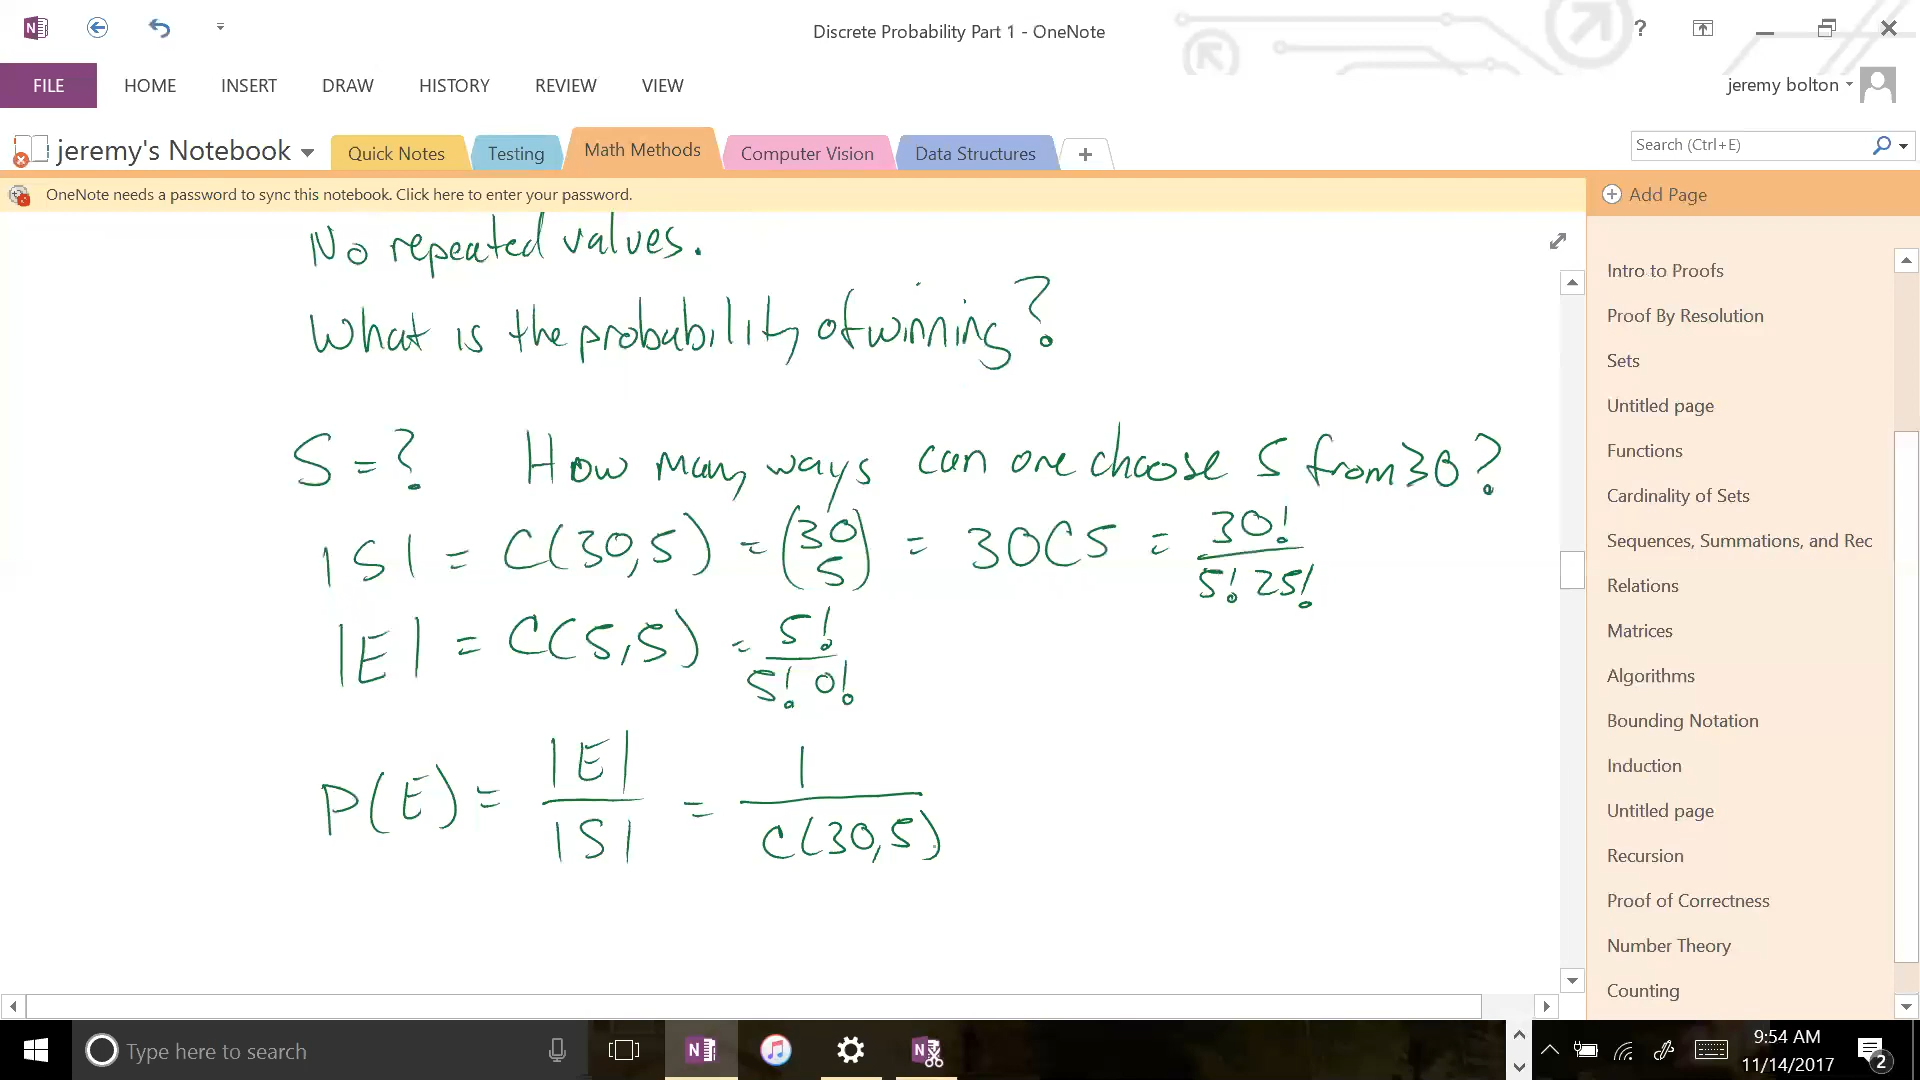 Discrete Probability Part 1 - OneNote
?
FILE HOME INSERT DRAW HISTORY REVIEW VIEW
jeremy bolton
jeremy's Notebook Quick Notes Testing Math Methods Computer Vision Data Structures +
Search (Ctrl+E)
OneNote needs a password to sync this notebook. Click here to enter your password.
Add Page
No repeated values.
What is the probability of winning?
S = ? How many ways can one choose 5 from 30?
|S| = C(30,5) = (30 5) = 30C5 = 30! / 5! 25!
|E| = C(5,5) = 5! / 5! 0!
P(E) = |E| / |S| = 1 / C(30,5)
Intro to Proofs
Proof By Resolution
Sets
Untitled page
Functions
Cardinality of Sets
Sequences, Summations, and Rec
Relations
Matrices
Algorithms
Bounding Notation
Induction
Untitled page
Recursion
Proof of Correctness
Number Theory
Counting
Type here to search
9:54 AM
11/14/2017
2